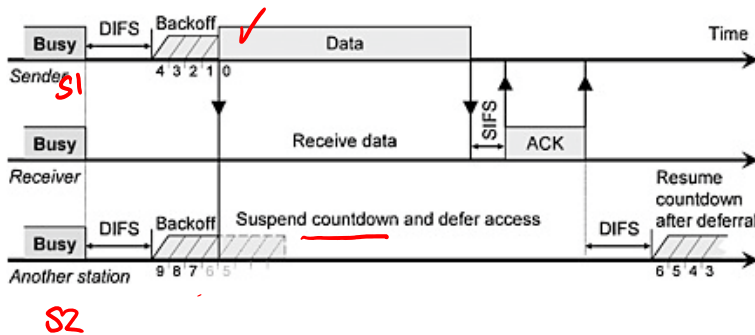 DIFS Backoff Time
Busy Data
Sender 4 3 2 1 0
S1
SIFS
Busy Receive data ACK
Receiver Resume
countdown
Suspend countdown and defer access after deferral
DIFS Backoff DIFS
Busy
Another station 9 8 7 6 5 6 5 4 3
S2